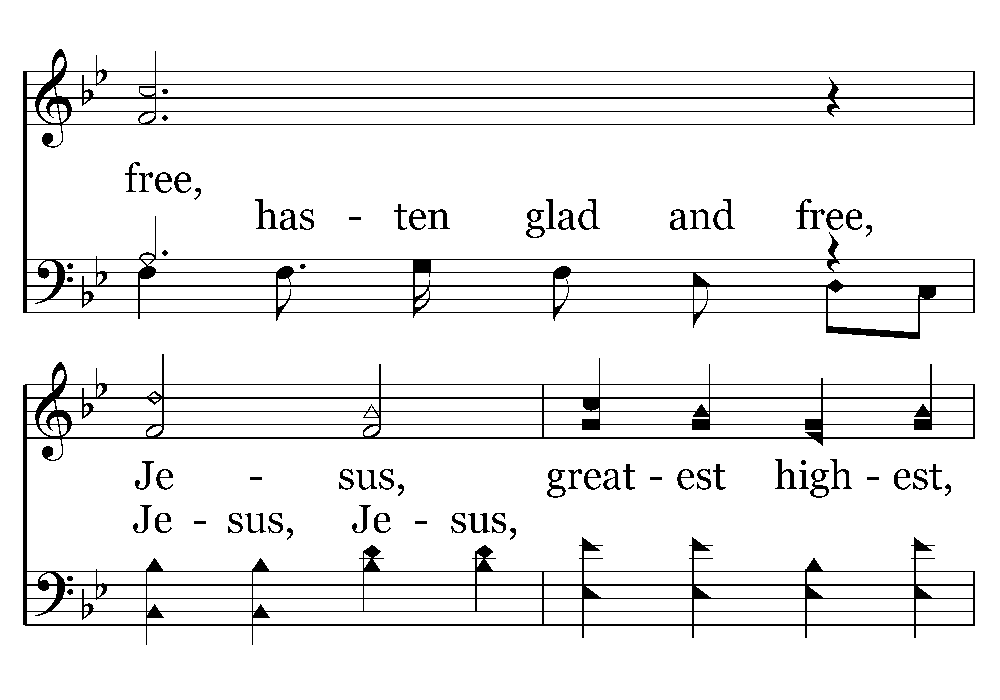 free,
has - ten glad and free,
Je - sus, great - est high - est,
Je - sus, Je - sus,